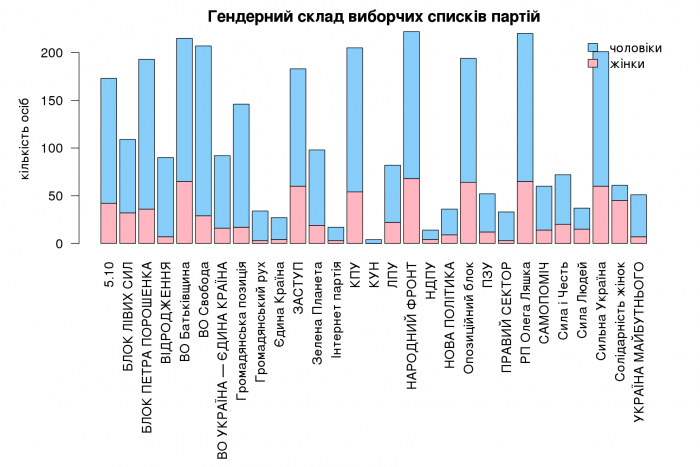 Гендерний склад виборчих списків партій
чоловіки
жінки
кількість осіб
200
150
100
50
0
5.10
БЛОК ЛІВИХ СИЛ
БЛОК ПЕТРА ПОРОШЕНКА
ВІДРОДЖЕННЯ
ВО Батьківщина
ВО Свобода
ВО УКРАЇНА — ЄДИНА КРАЇНА
Громадянська позиція
Громадянський рух
Єдина Країна
ЗАСТУП
Зелена Планета
Інтернет партія
КПУ
КУН
ЛПУ
НАРОДНИЙ ФРОНТ
НДПУ
НОВА ПОЛІТИКА
Опозиційний блок
ПЗУ
ПРАВИЙ СЕКТОР
РП Олега Ляшка
САМОПОМІЧ
Сила і Честь
Сила Людей
Сильна Україна
Солідарність жінок
УКРАЇНА МАЙБУТНЬОГО